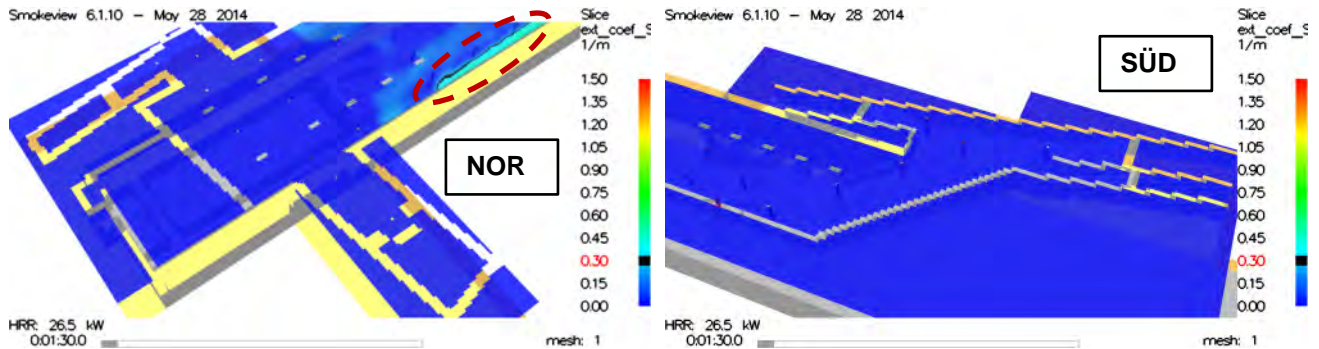 Smokeview 6.1.10 – May 28 2014
Slice
ext_coef_S
1/m
1.50
1.35
1.20
1.05
0.90
0.75
0.60
0.45
0.30
0.15
0.00
NOR
HRR: 26.5 kW
0:01:30.0
mesh: 1
Smokeview 6.1.10 – May 28 2014
Slice
ext_coef_S
1/m
SÜD
1.50
1.35
1.20
1.05
0.90
0.75
0.60
0.45
0.30
0.15
0.00
HRR: 26.5 kW
0:01:30.0
mesh: 1